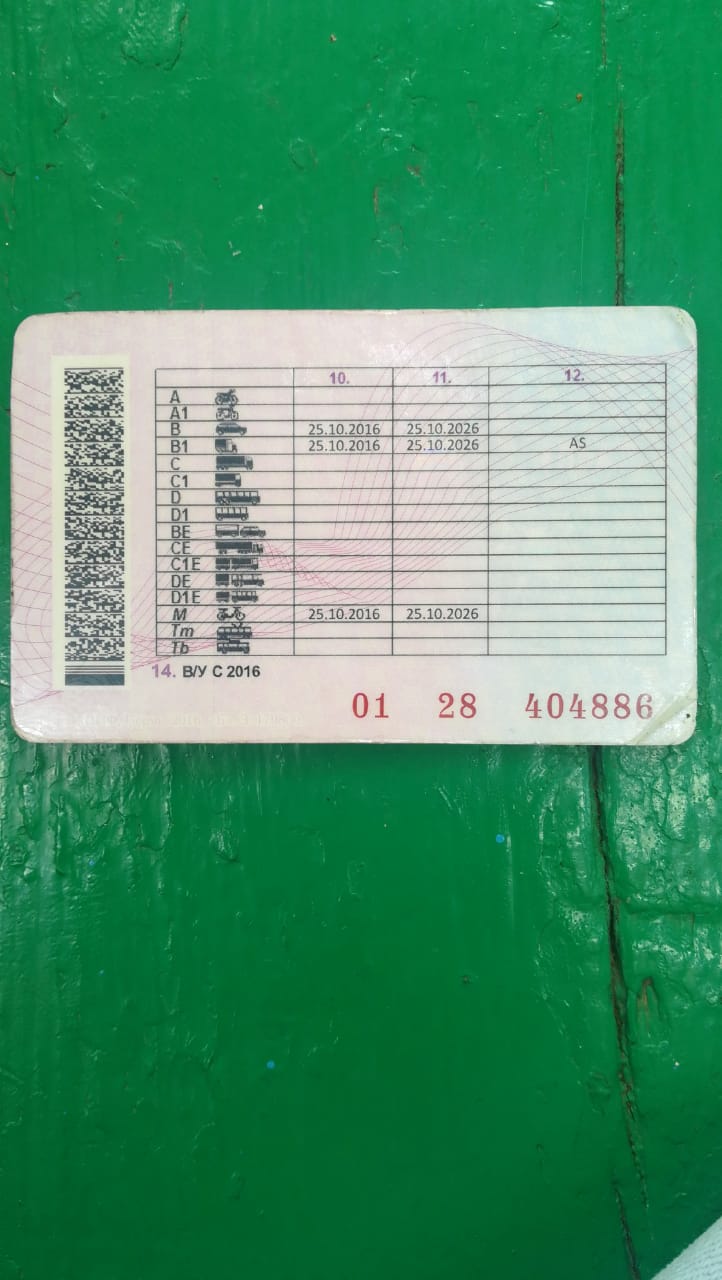 10. 11. 12.
A
A1
B 25.10.2016 25.10.2026
B1 25.10.2016 25.10.2026 AS
C
C1
D
D1
BE
CE
C1E
DE
D1E
M 25.10.2016 25.10.2026
Tm
Tb
14. В/У С 2016
01 28 404886